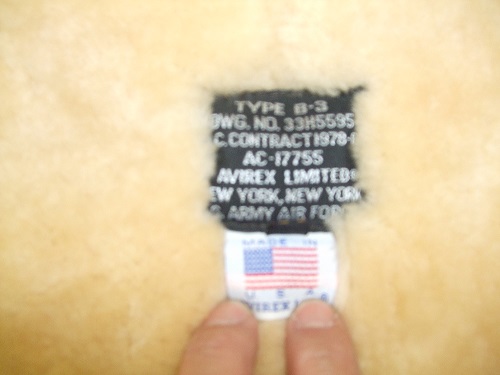 TYPE B-3
DWG. NO. 33H5595
C. CONTRACT 1978-
AC-17755
AVIREX LIMITED
EW YORK, NEW YORK
ARMY AIR FOR
MADE IN
U S A
VIREX